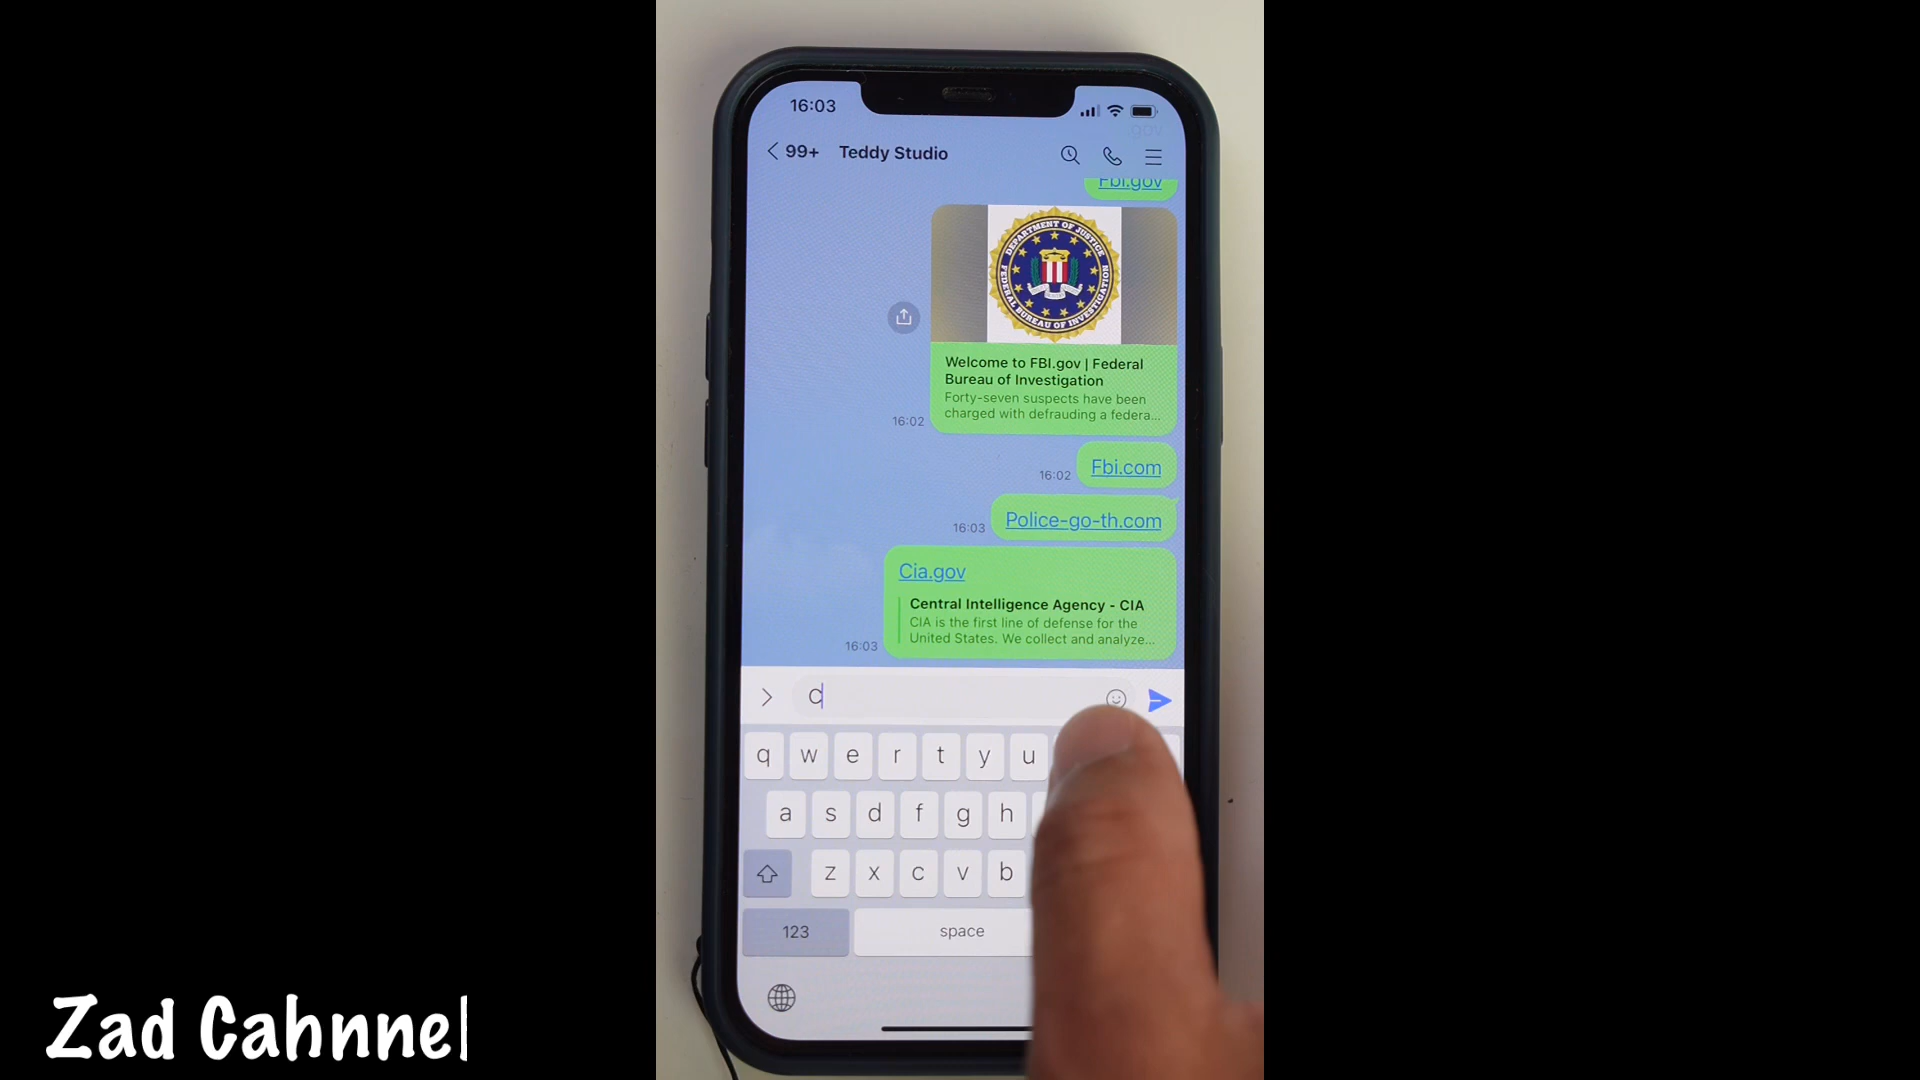 16:03
gov
99+ Teddy Studio
Fbi.gov
DEPARTMENT OF JUSTICE
FEDERAL BUREAU OF INVESTIGATION
Welcome to FBI.gov | Federal
Bureau of Investigation
Forty-seven suspects have been
charged with defrauding a federa...
16:02
Fbi.com
16:02
Police-go-th.com
16:03
Cia.gov
Central Intelligence Agency - CIA
CIA is the first line of defense for the
United States. We collect and analyze...
16:03
C
q w e r t y u
a s d f g h
z x c v b
123 space
Zad Cahnnel